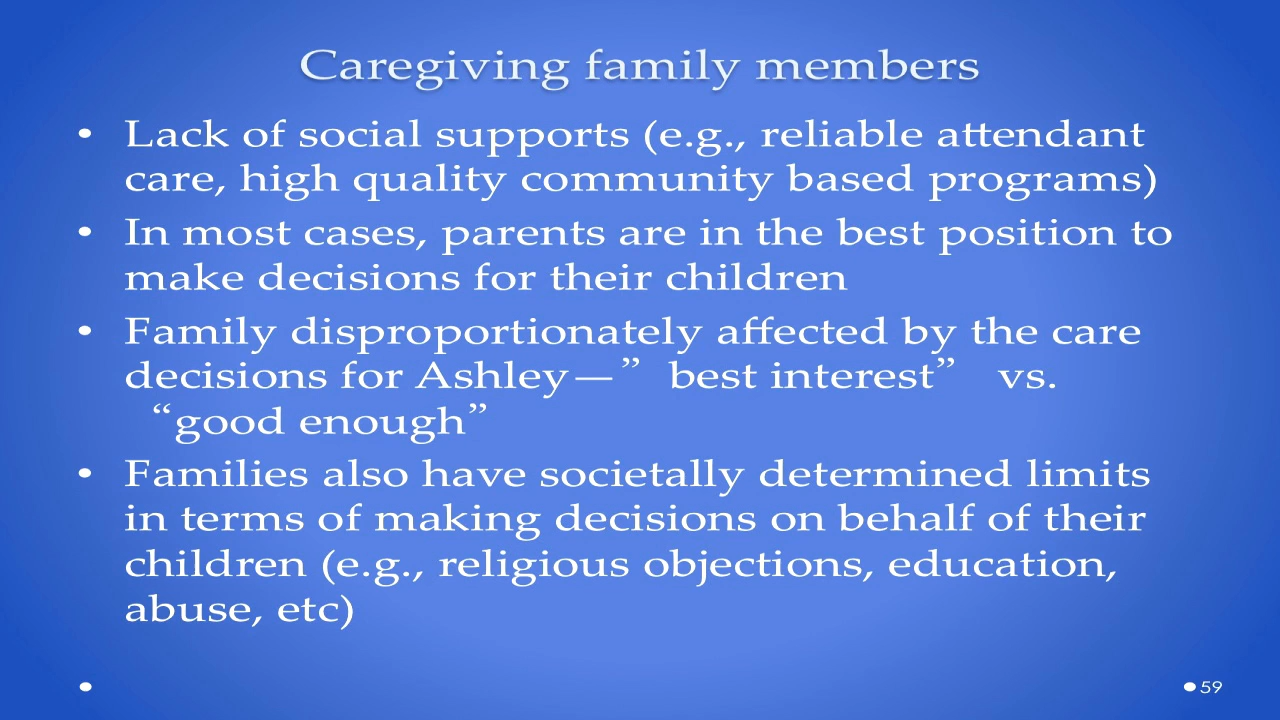 Caregiving family members
• Lack of social supports (e.g., reliable attendant
care, high quality community based programs)
• In most cases, parents are in the best position to
make decisions for their children
• Family disproportionately affected by the care
decisions for Ashley—” best interest” vs.
“good enough”
• Families also have societally determined limits
in terms of making decisions on behalf of their
children (e.g., religious objections, education,
abuse, etc)
• • 59